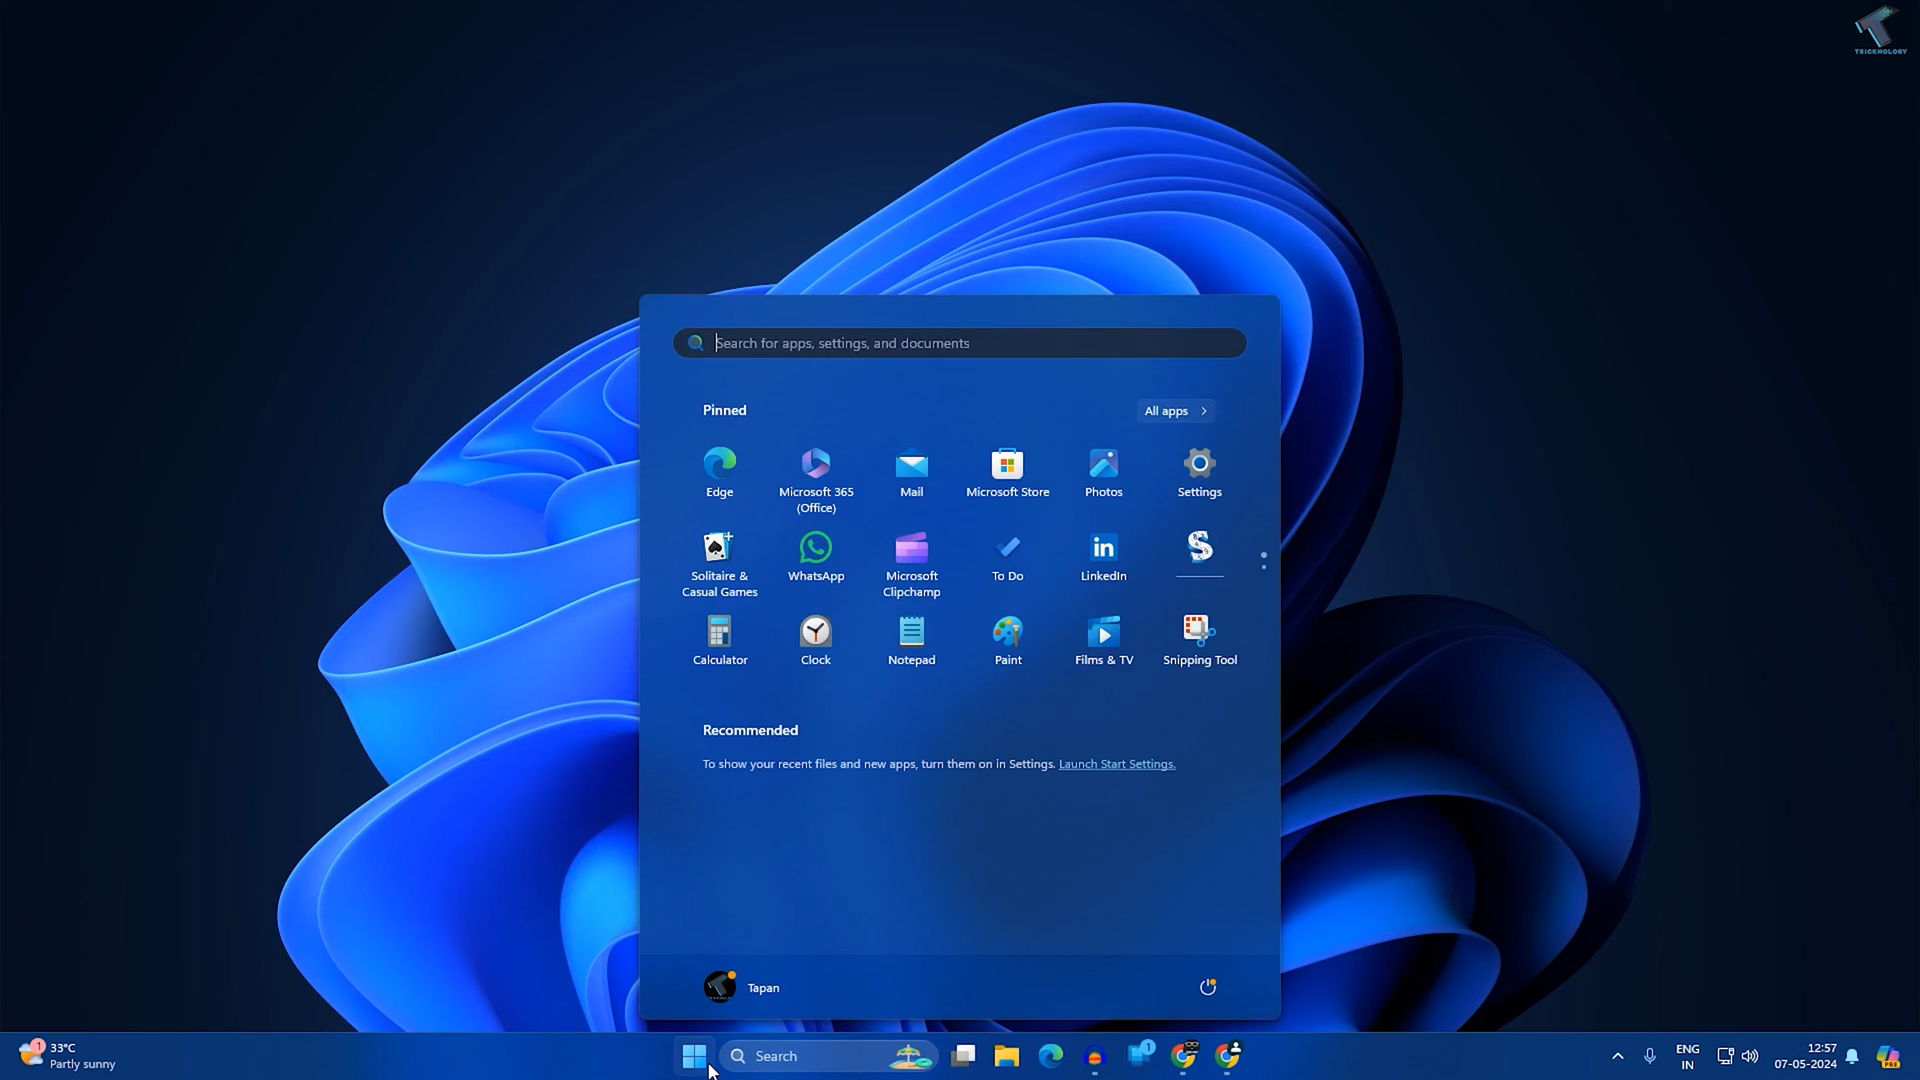 TRICKNOLOGY
Search for apps, settings, and documents
Pinned
All apps
Edge
Microsoft 365
(Office)
Mail
Microsoft Store
Photos
Settings
Solitaire &
Casual Games
WhatsApp
Microsoft
Clipchamp
To Do
LinkedIn
Calculator
Clock
Notepad
Paint
Films & TV
Snipping Tool
Recommended
To show your recent files and new apps, turn them on in Settings. Launch Start Settings.
Tapan
1
33°C
Partly sunny
Search
1
ENG
IN
12:57
07-05-2024
PRE